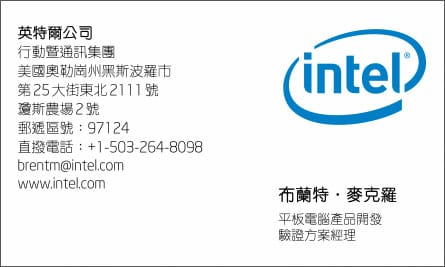 英特爾公司
行動暨通訊集團
美國奧勒崗州黑斯波羅市
第25大街東北2111號
瓊斯農場2號
郵遞區號：97124
直撥電話：+1-503-264-8098
brentm@intel.com
www.intel.com
intel®
布蘭特・麥克羅
平板電腦產品開發
驗證方案經理